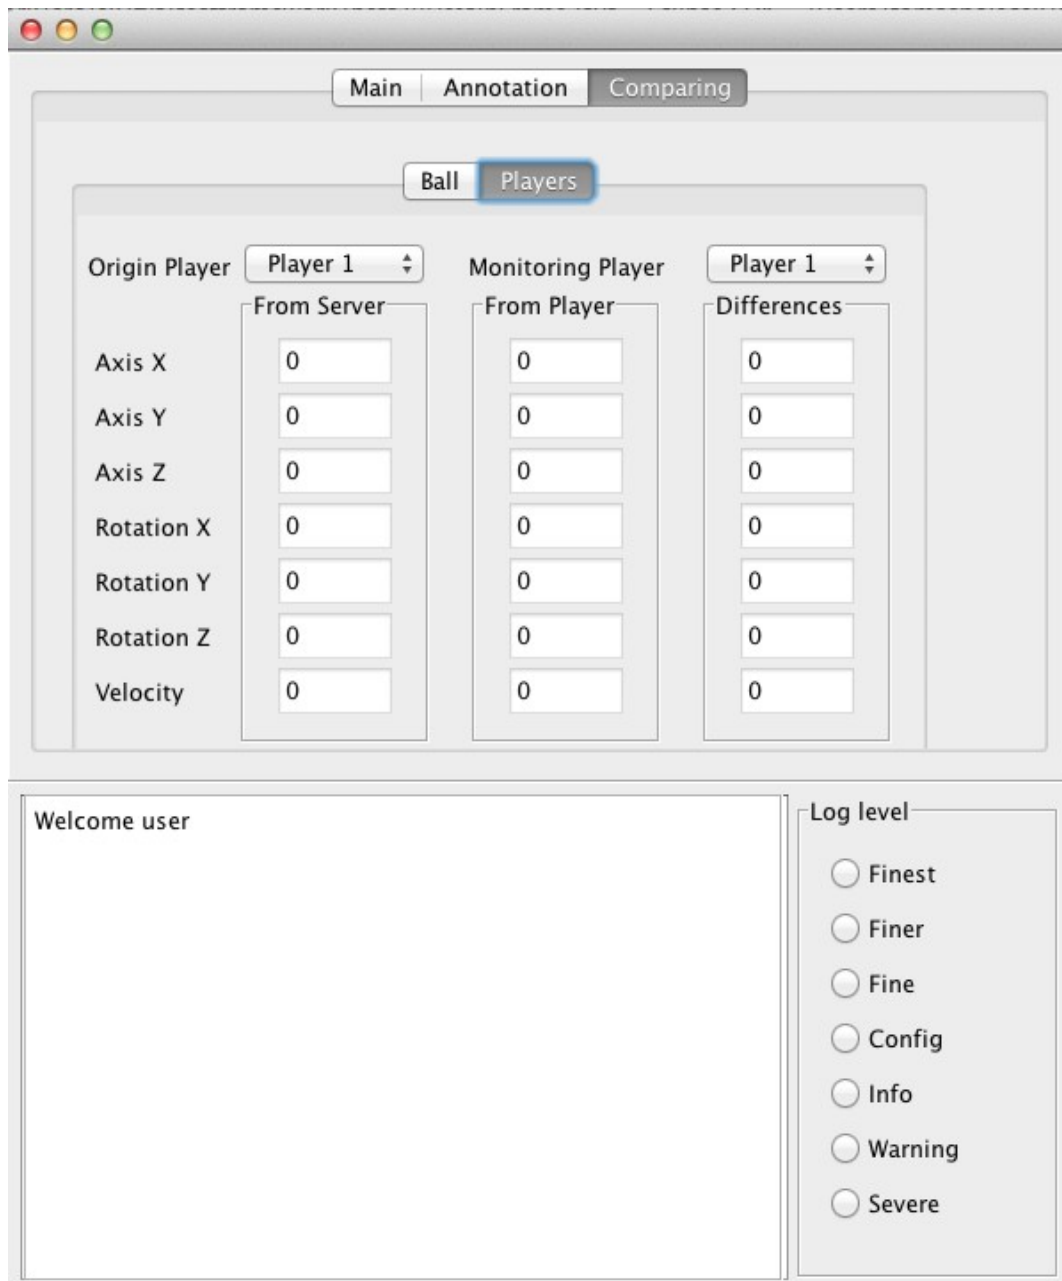 Main Annotation Comparing
Ball Players
Origin Player Player 1 Monitoring Player Player 1
From Server From Player Differences
Axis X 0 0 0
Axis Y 0 0 0
Axis Z 0 0 0
Rotation X 0 0 0
Rotation Y 0 0 0
Rotation Z 0 0 0
Velocity 0 0 0
Welcome user
Log level
Finest
Finer
Fine
Config
Info
Warning
Severe